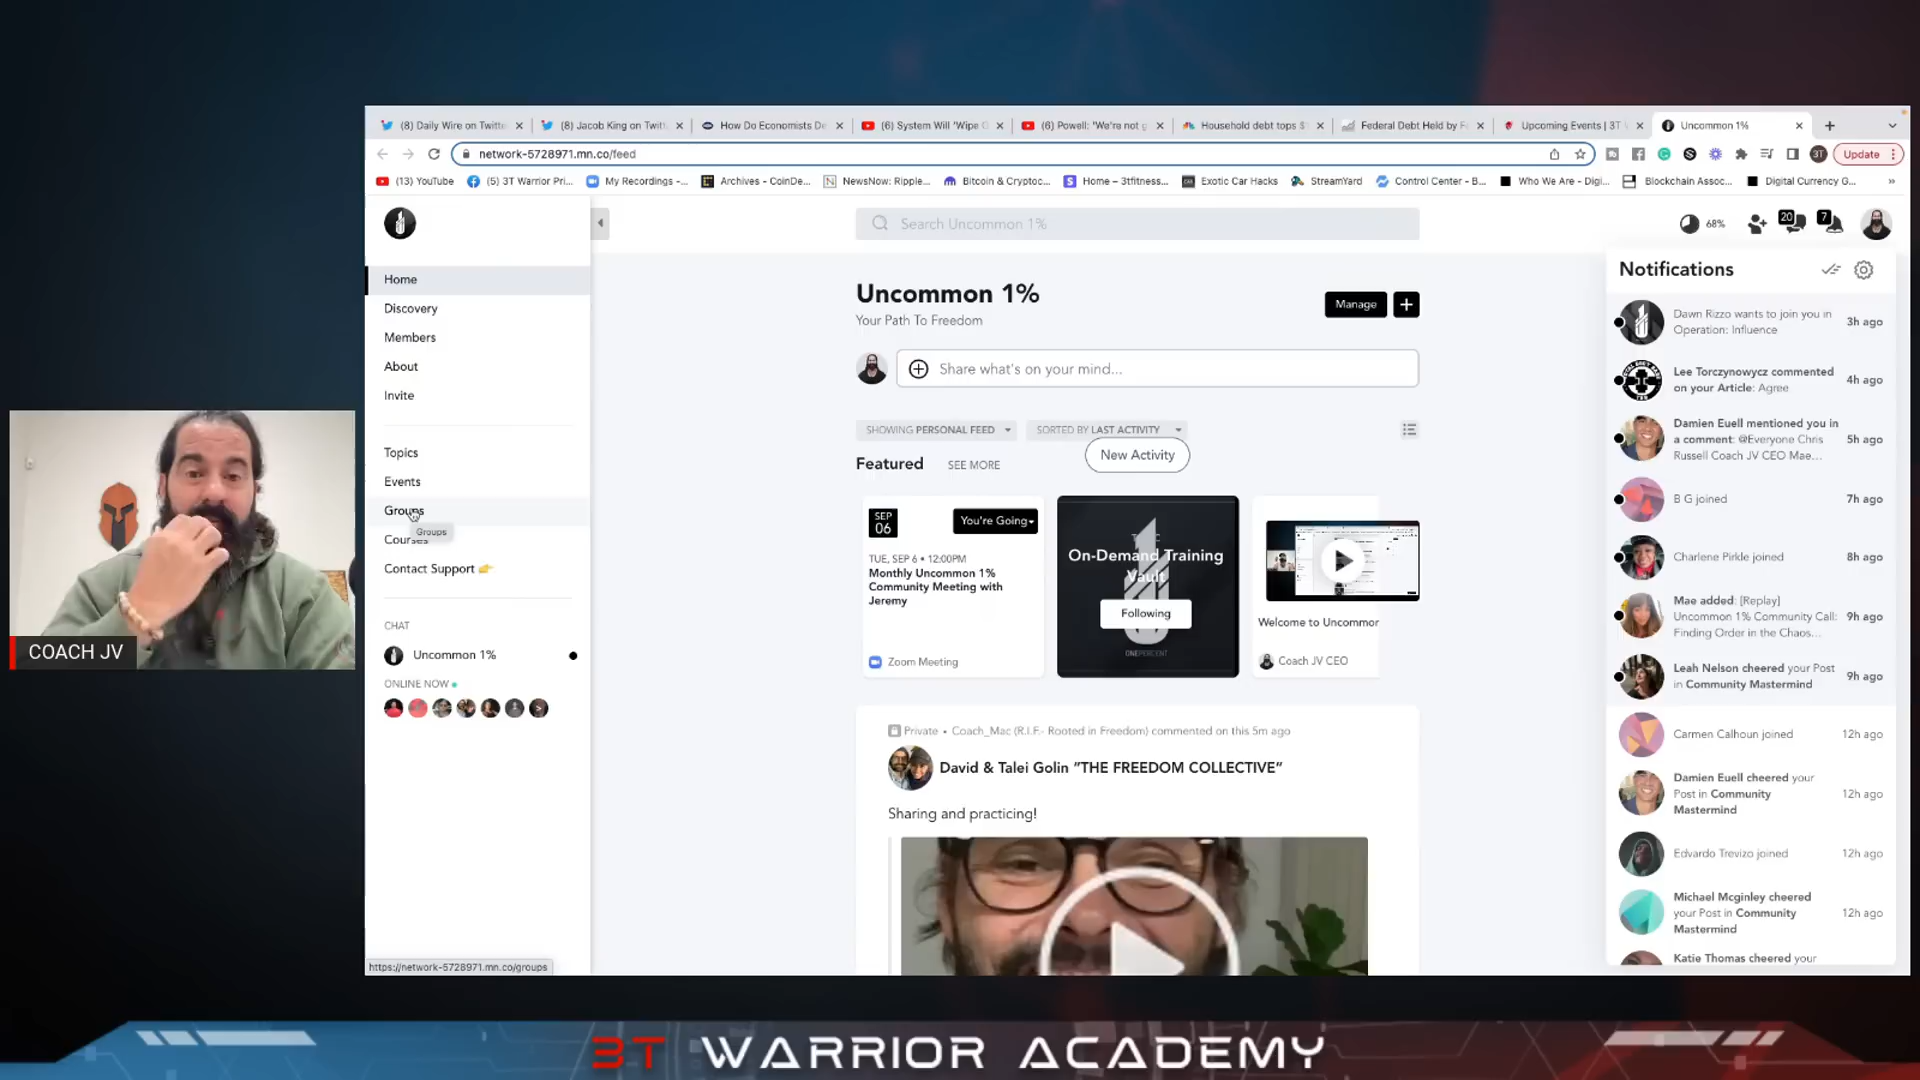 (8) Daily Wire on Twitte
(8) Jacob King on Twitt
How Do Economists De
(6) System Will 'Wipe O
(6) Powell: "We're not g
Household debt tops $
Federal Debt Held by F
Upcoming Events | 3T
Uncommon 1%
network-5728971.mn.co/feed
3T
Update
(13) YouTube
(5) 3T Warrior Pri...
My Recordings -...
Archives - CoinDe...
NewsNow: Ripple...
Bitcoin & Cryptoc...
Home – 3tfitness...
Exotic Car Hacks
StreamYard
Control Center - B...
Who We Are - Digi...
Blockchain Assoc...
Digital Currency G...
Search Uncommon 1%
68%
20
7
Home
Discovery
Members
About
Invite
Topics
Events
Groups
Groups
Courses
Contact Support 👉
CHAT
Uncommon 1%
ONLINE NOW
https://network-5728971.mn.co/groups
Uncommon 1%
Your Path To Freedom
Manage
Share what's on your mind...
SHOWING PERSONAL FEED
SORTED BY LAST ACTIVITY
New Activity
Featured
SEE MORE
SEP
06
You're Going
TUE, SEP 6 • 12:00PM
Monthly Uncommon 1%
Community Meeting with
Jeremy
Zoom Meeting
On-Demand Training
Vault
Following
ONEPERCENT
Welcome to Uncommon
Coach JV CEO
Private • Coach_Mac (R.I.F.- Rooted in Freedom) commented on this 5m ago
David & Talei Golin "THE FREEDOM COLLECTIVE"
Sharing and practicing!
Notifications
Dawn Rizzo wants to join you in
Operation: Influence
3h ago
Lee Torczynowycz commented
on your Article: Agree
4h ago
Damien Euell mentioned you in
a comment: @Everyone Chris
Russell Coach JV CEO Mae...
5h ago
B G joined
7h ago
Charlene Pirkle joined
8h ago
Mae added: [Replay]
Uncommon 1% Community Call:
Finding Order in the Chaos...
9h ago
Leah Nelson cheered your Post
in Community Mastermind
9h ago
Carmen Calhoun joined
12h ago
Damien Euell cheered your
Post in Community
Mastermind
12h ago
Edvardo Trevizo joined
12h ago
Michael Mcginley cheered
your Post in Community
Mastermind
12h ago
Katie Thomas cheered your
COACH JV
3T WARRIOR ACADEMY